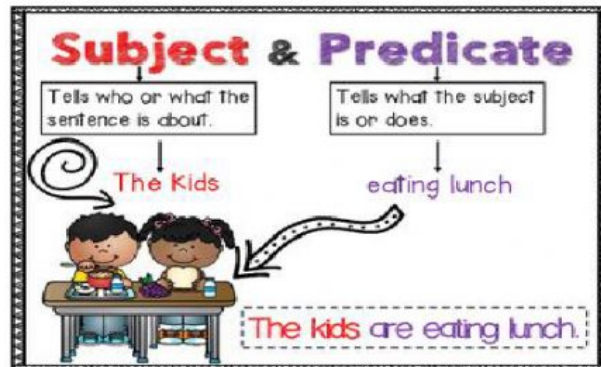 Subject & Predicate
Tells who or what the
sentence is about.
Tells what the subject
is or does.
The Kids
eating lunch
The kids are eating lunch.